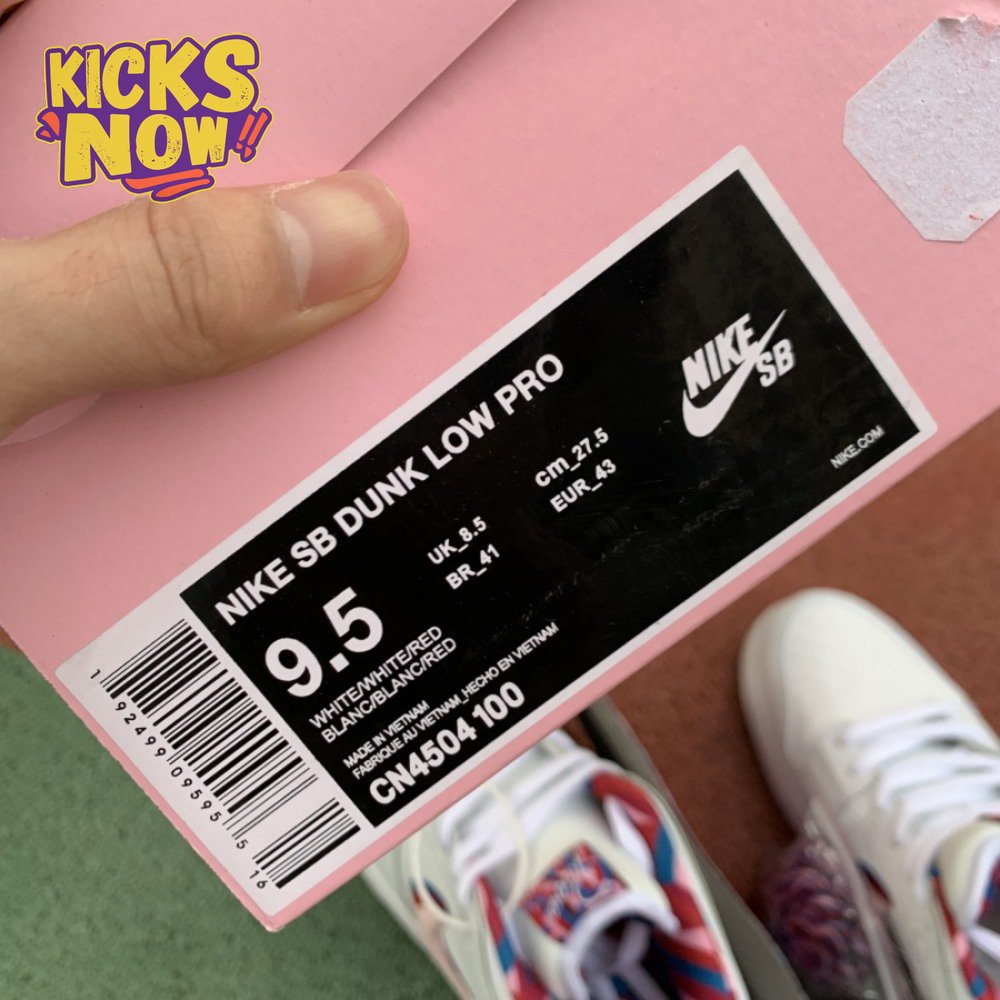 KICKS
NOW!!
NIKE SB DUNK LOW PRO
9.5
UK_8.5
BR_41
cm_27.5
EUR_43
WHITE/WHITE/RED
BLANC/BLANC/RED
MADE IN VIETNAM
FABRIQUE AU VIETNAM_HECHO EN VIETNAM
CN4504 100
NIKE
SB
NIKE.COM
1 92499 09595 5 16